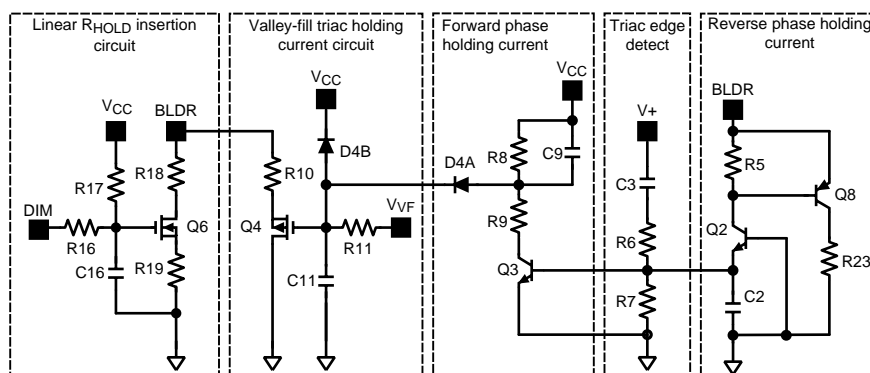 Linear RHOLD insertion
circuit
Valley-fill triac holding
current circuit
Forward phase
holding current
Triac edge
detect
Reverse phase holding
current
VCC
BLDR
VCC
VCC
V+
BLDR
R17
R18
R10
D4B
D4A
R8
C9
C3
R5
DIM
R16
Q6
Q4
VVF
R11
R9
R6
Q2
Q8
C16
R19
C11
Q3
R7
C2
R23